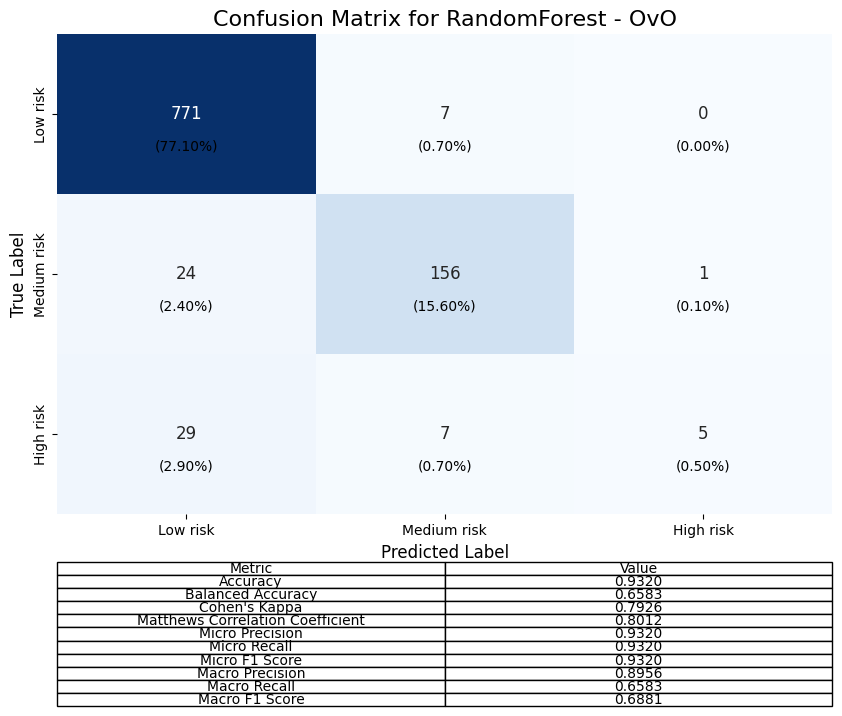 Confusion Matrix for RandomForest - OvO
True Label
Low risk
771 7 0
(77.10%) (0.70%) (0.00%)
Medium risk
24 156 1
(2.40%) (15.60%) (0.10%)
High risk
29 7 5
(2.90%) (0.70%) (0.50%)
Low risk Medium risk High risk
Predicted Label
Metric Value
Accuracy 0.9320
Balanced Accuracy 0.6583
Cohen's Kappa 0.7926
Matthews Correlation Coefficient 0.8012
Micro Precision 0.9320
Micro Recall 0.9320
Micro F1 Score 0.9320
Macro Precision 0.8956
Macro Recall 0.6583
Macro F1 Score 0.6881